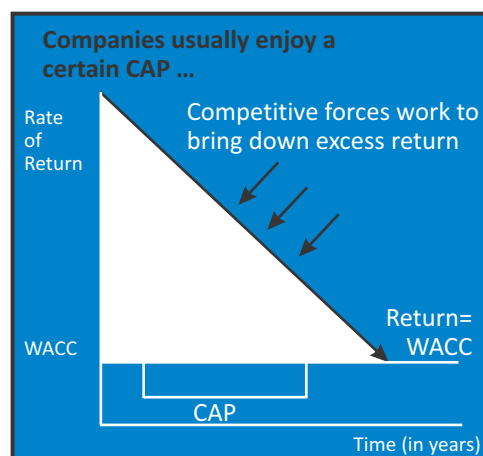 Companies usually enjoy a
certain CAP ...
Rate
of
Return
Competitive forces work to
bring down excess return
Return=
WACC
WACC
CAP
Time (in years)